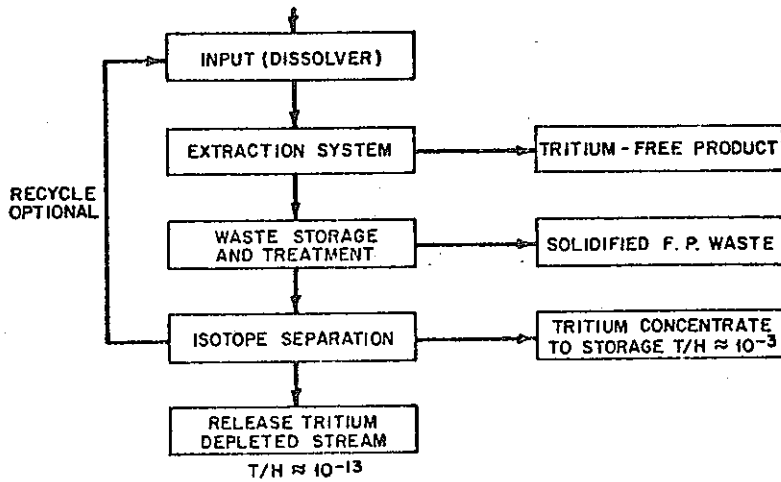 INPUT (DISSOLVER)
EXTRACTION SYSTEM
TRITIUM - FREE PRODUCT
RECYCLE
OPTIONAL
WASTE STORAGE
AND TREATMENT
SOLIDIFIED F. P. WASTE
ISOTOPE SEPARATION
TRITIUM CONCENTRATE
TO STORAGE T/H ≈ 10⁻³
RELEASE TRITIUM
DEPLETED STREAM
T/H ≈ 10⁻¹³